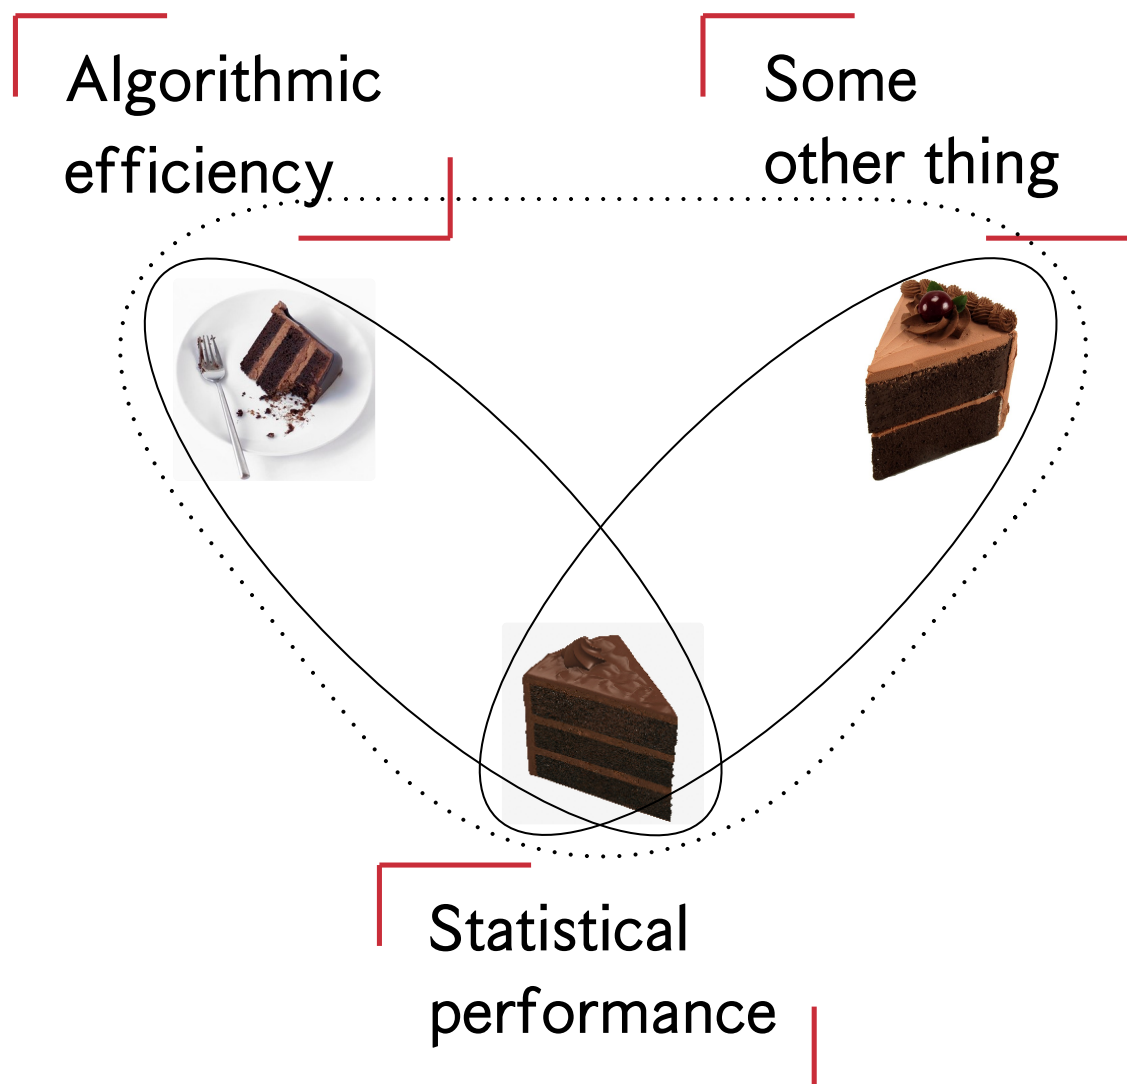 Algorithmic
efficiency
Some
other thing
Statistical
performance